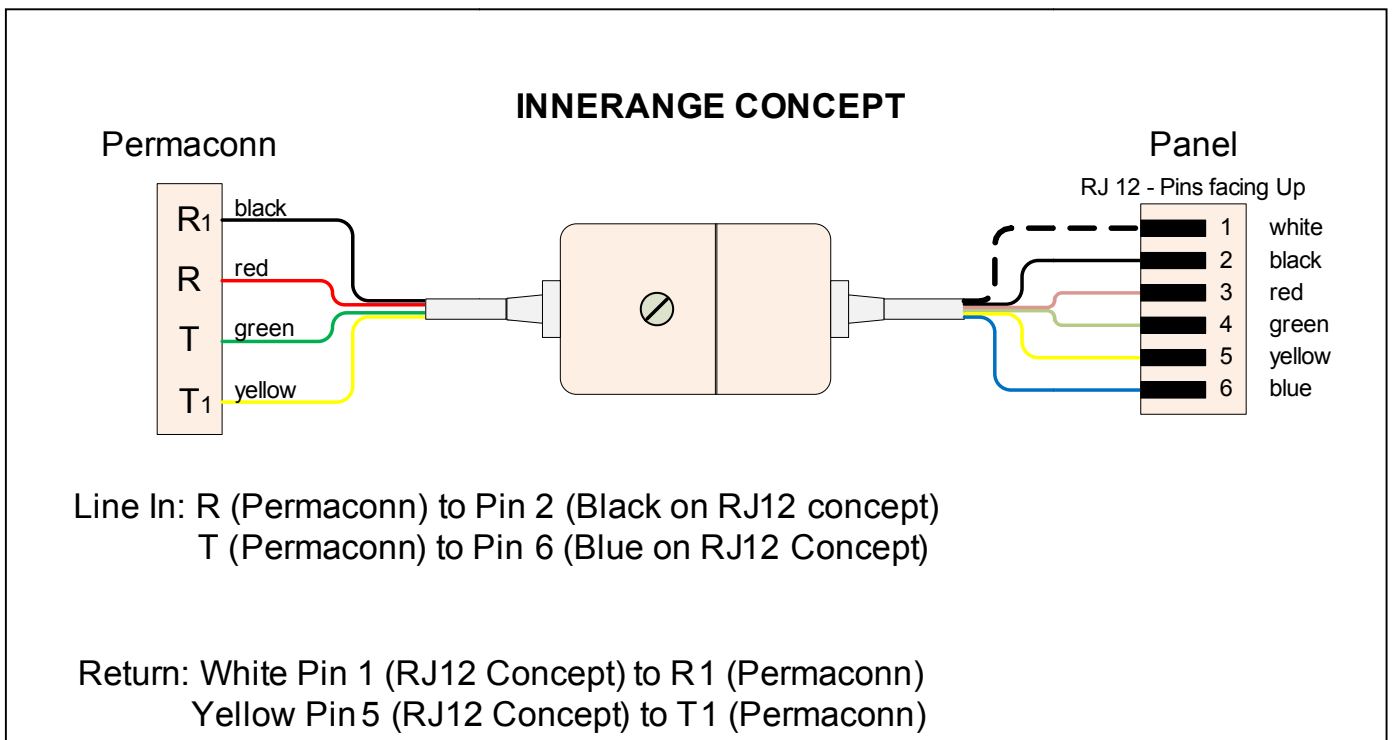 INNERANGE CONCEPT
Permaconn
Panel
RJ 12 - Pins facing Up
R1 black
R red
T green
T1 yellow
1 white
2 black
3 red
4 green
5 yellow
6 blue
Line In: R (Permaconn) to Pin 2 (Black on RJ12 concept)
T (Permaconn) to Pin 6 (Blue on RJ12 Concept)
Return: White Pin 1 (RJ12 Concept) to R1 (Permaconn)
Yellow Pin 5 (RJ12 Concept) to T1 (Permaconn)